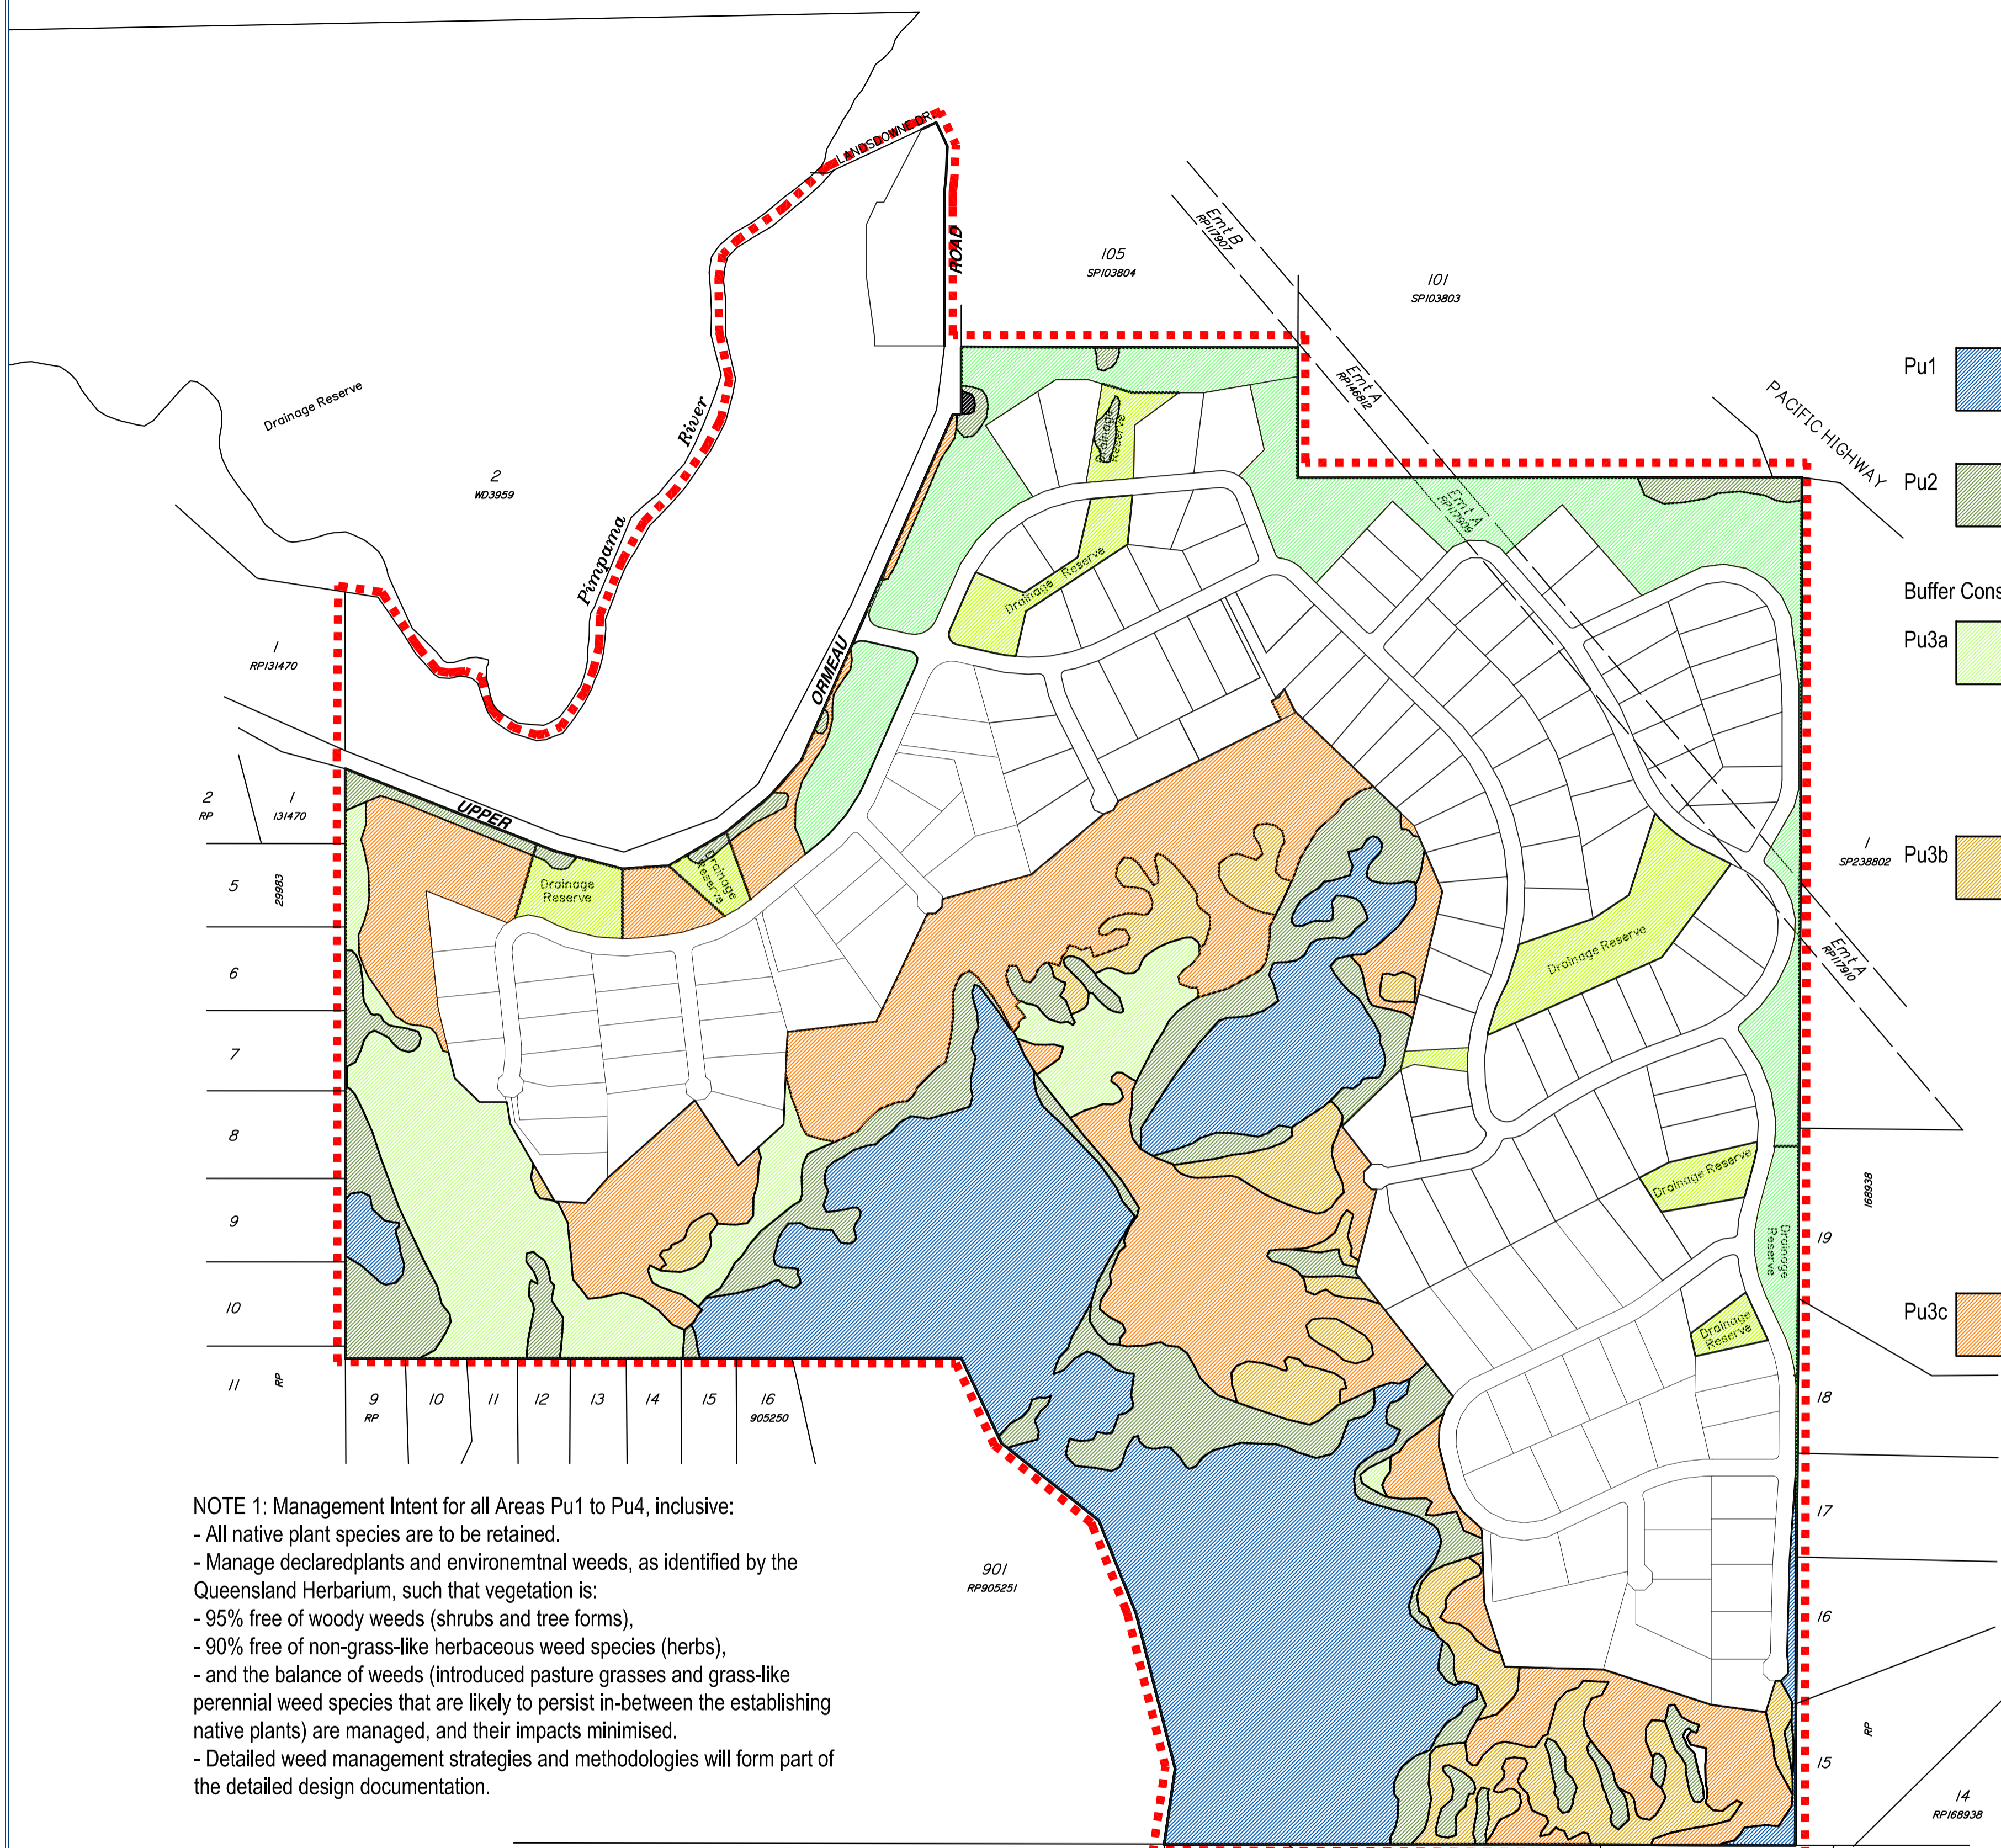 LANDSDOWNE DR
ROAD
105
SP103804
101
SP103803
Emt B
RP117907
Emt A
RP146812
Emt A
RP117909
PACIFIC HIGHWAY
Pu1
Pu2
Buffer Cons
Pu3a
Pu3b
Pu3c
Drainage Reserve
2
WD3959
River
Pimpama
ORMEAU
UPPER
Drainage
Reserve
Drainage Reserve
1
RP131470
2
RP
1
131470
5
29983
6
7
8
9
10
11
RP
Drainage
Reserve
Drainage
Reserve
Drainage Reserve
1
SP238802
Emt A
RP117910
Drainage Reserve
Drainage
Reserve
Drainage
Reserve
168938
19
18
17
16
15
RP
14
RP168938
9
RP
10
11
12
13
14
15
16
905250
901
RP905251
NOTE 1: Management Intent for all Areas Pu1 to Pu4, inclusive:
- All native plant species are to be retained.
- Manage declaredplants and environemtnal weeds, as identified by the
Queensland Herbarium, such that vegetation is:
- 95% free of woody weeds (shrubs and tree forms),
- 90% free of non-grass-like herbaceous weed species (herbs),
- and the balance of weeds (introduced pasture grasses and grass-like
perennial weed species that are likely to persist in-between the establishing
native plants) are managed, and their impacts minimised.
- Detailed weed management strategies and methodologies will form part of
the detailed design documentation.